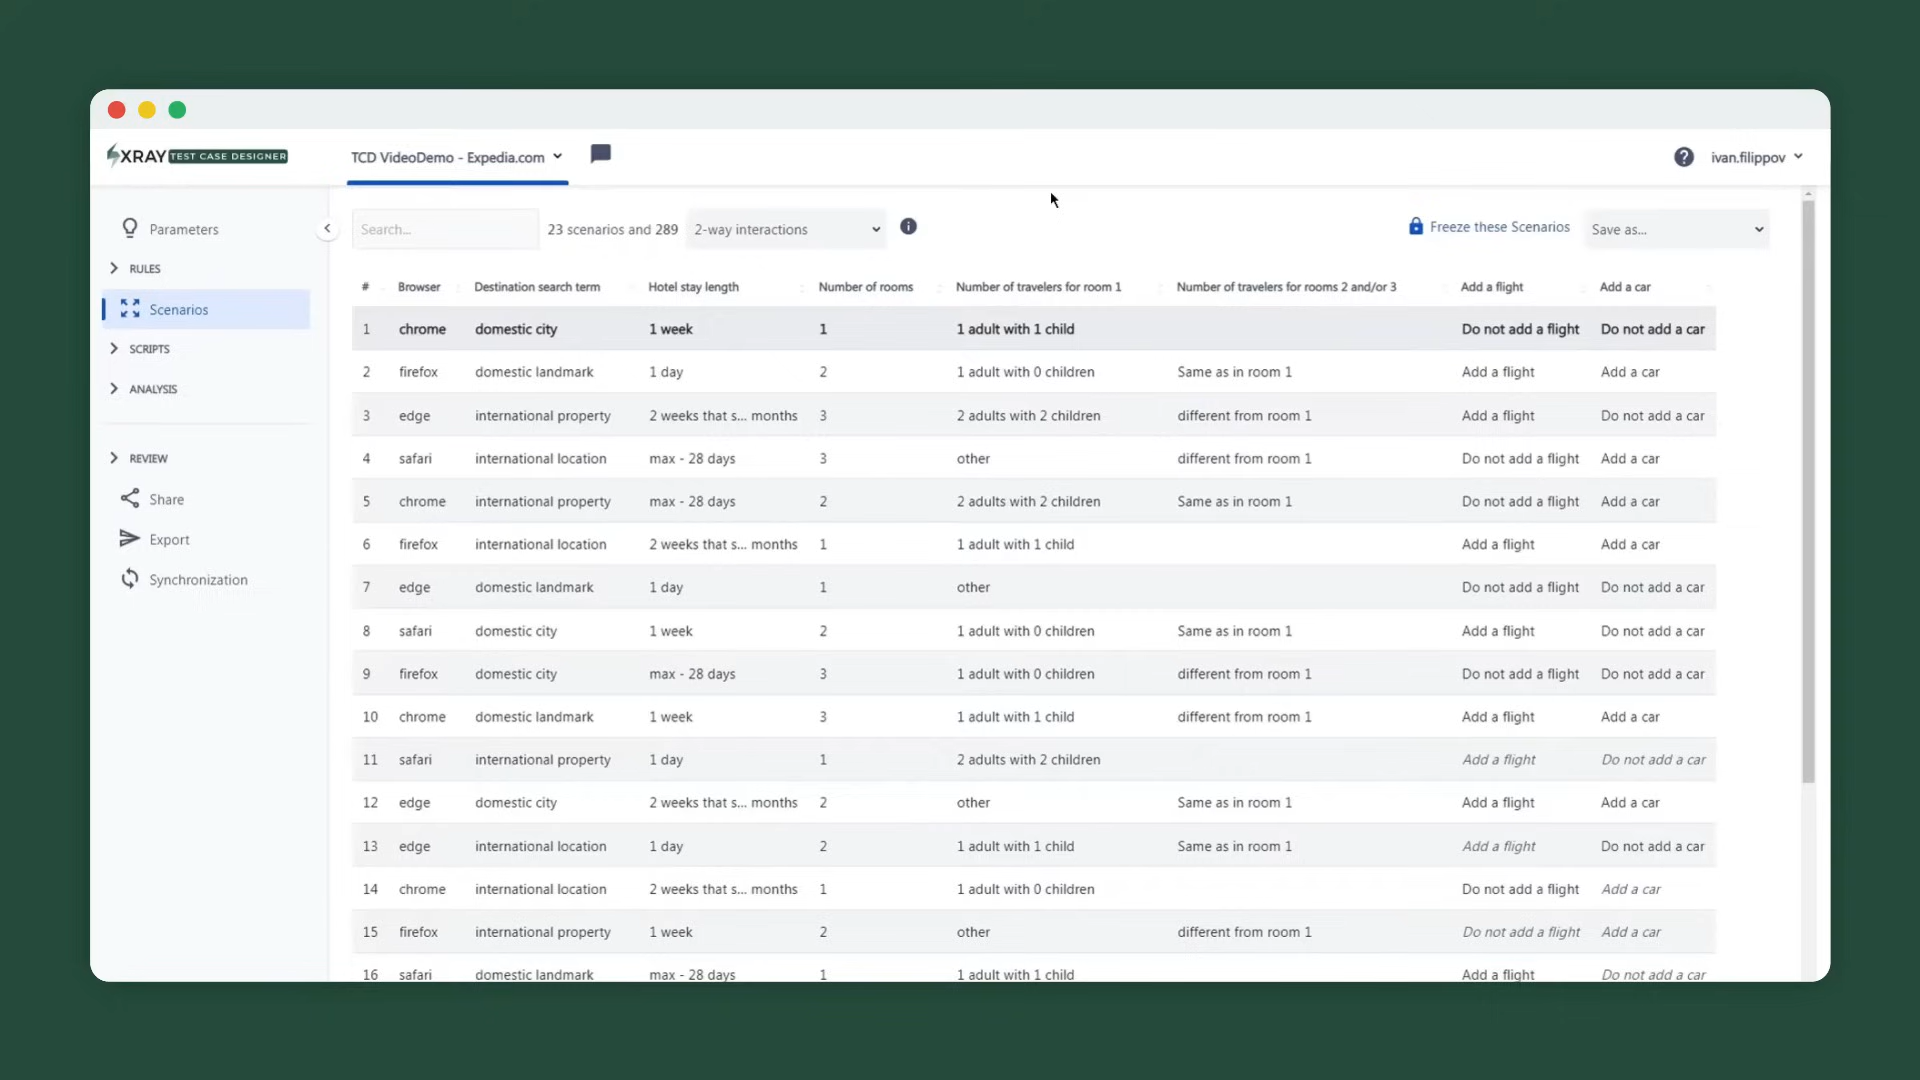 XRAY TEST CASE DESIGNER
TCD VideoDemo - Expedia.com
ivan.filippov
Parameters
RULES
Scenarios
SCRIPTS
ANALYSIS
REVIEW
Share
Export
Synchronization
Search... 23 scenarios and 289 2-way interactions Freeze these Scenarios Save as...
# Browser Destination search term Hotel stay length Number of rooms Number of travelers for room 1 Number of travelers for rooms 2 and/or 3 Add a flight Add a car
1 chrome domestic city 1 week 1 1 adult with 1 child Do not add a flight Do not add a car
2 firefox domestic landmark 1 day 2 1 adult with 0 children Same as in room 1 Add a flight Add a car
3 edge international property 2 weeks that s... months 3 2 adults with 2 children different from room 1 Add a flight Do not add a car
4 safari international location max - 28 days 3 other different from room 1 Do not add a flight Add a car
5 chrome international property max - 28 days 2 2 adults with 2 children Same as in room 1 Do not add a flight Add a car
6 firefox international location 2 weeks that s... months 1 1 adult with 1 child Add a flight Add a car
7 edge domestic landmark 1 day 1 other Do not add a flight Do not add a car
8 safari domestic city 1 week 2 1 adult with 0 children Same as in room 1 Add a flight Do not add a car
9 firefox domestic city max - 28 days 3 1 adult with 0 children different from room 1 Do not add a flight Do not add a car
10 chrome domestic landmark 1 week 3 1 adult with 1 child different from room 1 Add a flight Add a car
11 safari international property 1 day 1 2 adults with 2 children Add a flight Do not add a car
12 edge domestic city 2 weeks that s... months 2 other Same as in room 1 Add a flight Add a car
13 edge international location 1 day 2 1 adult with 1 child Same as in room 1 Add a flight Do not add a car
14 chrome international location 2 weeks that s... months 1 1 adult with 0 children Do not add a flight Add a car
15 firefox international property 1 week 2 other different from room 1 Do not add a flight Add a car
16 safari domestic landmark max - 28 days 1 1 adult with 1 child Add a flight Do not add a car